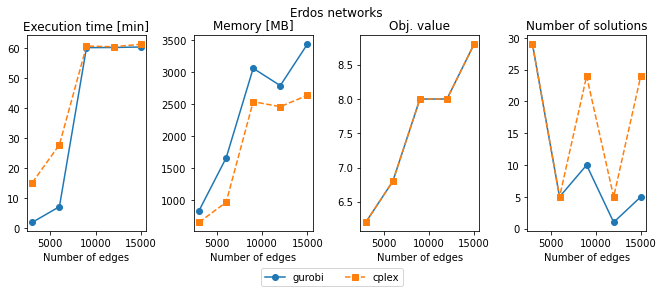 Erdos networks
Execution time [min]
60
50
40
30
20
10
0
5000 10000 15000
Number of edges
Memory [MB]
3500
3000
2500
2000
1500
1000
5000 10000 15000
Number of edges
Obj. value
8.5
8.0
7.5
7.0
6.5
5000 10000 15000
Number of edges
Number of solutions
30
25
20
15
10
5
0
5000 10000 15000
Number of edges
gurobi cplex